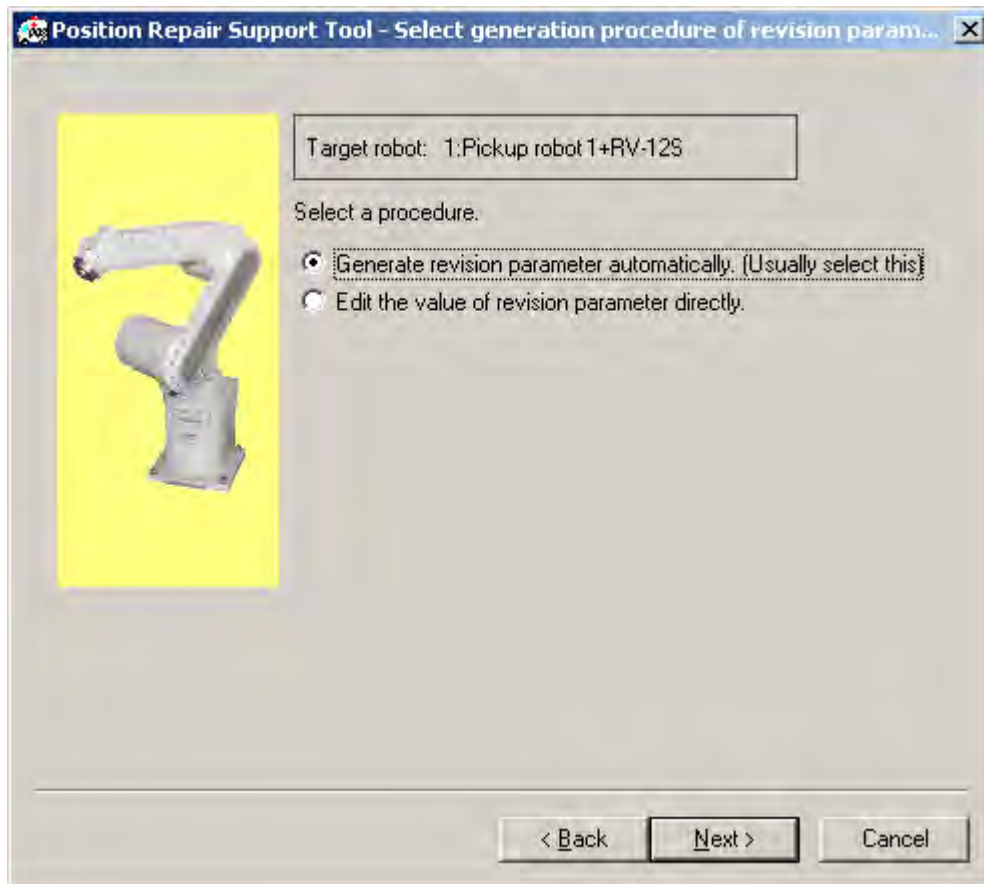 Position Repair Support Tool - Select generation procedure of revision param...
Target robot: 1:Pickup robot 1+RV-12S
Select a procedure.
Generate revision parameter automatically. (Usually select this)
Edit the value of revision parameter directly.
< Back Next > Cancel